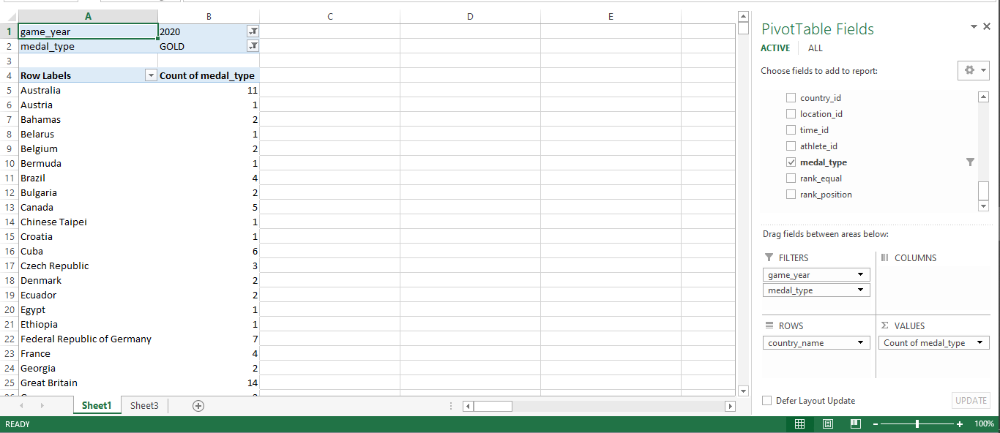 A B C D E
1 game_year 2020
2 medal_type GOLD
3
4 Row Labels Count of medal_type
5 Australia 11
6 Austria 1
7 Bahamas 2
8 Belarus 1
9 Belgium 2
10 Bermuda 1
11 Brazil 4
12 Bulgaria 2
13 Canada 5
14 Chinese Taipei 1
15 Croatia 1
16 Cuba 6
17 Czech Republic 3
18 Denmark 2
19 Ecuador 2
20 Egypt 1
21 Ethiopia 1
22 Federal Republic of Germany 7
23 France 4
24 Georgia 2
25 Great Britain 14
Sheet1 Sheet3
READY
100%
PivotTable Fields
ACTIVE ALL
Choose fields to add to report:
country_id
location_id
time_id
athlete_id
medal_type
rank_equal
rank_position
Drag fields between areas below:
FILTERS
game_year
medal_type
COLUMNS
ROWS
country_name
Σ VALUES
Count of medal_type
Defer Layout Update UPDATE